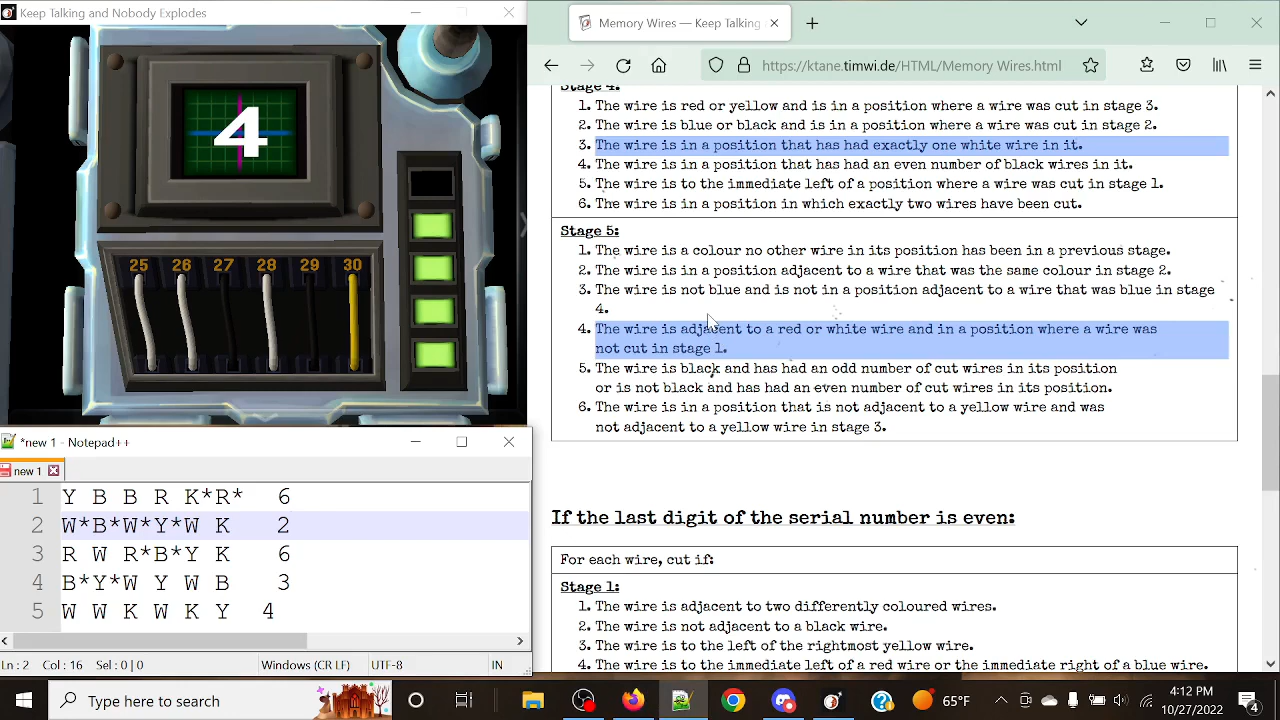 Keep Talking and Nobody Explodes
4
25 26 27 28 29 30
Memory Wires — Keep Talking
https://ktane.timwi.de/HTML/Memory Wires.html
Stage 4:
1. The wire is red or yellow and is in a position where a wire was cut in stage 3.
2. The wire is blue or black and is in a position where a wire was cut in stage 2.
3. The wire is in a position that has had exactly one white wire in it.
4. The wire is in a position that has had an even number of black wires in it.
5. The wire is to the immediate left of a position where a wire was cut in stage 1.
6. The wire is in a position in which exactly two wires have been cut.
Stage 5:
1. The wire is a colour no other wire in its position has been in a previous stage.
2. The wire is in a position adjacent to a wire that was the same colour in stage 2.
3. The wire is not blue and is not in a position adjacent to a wire that was blue in stage
4.
4. The wire is adjacent to a red or white wire and in a position where a wire was
not cut in stage 1.
5. The wire is black and has had an odd number of cut wires in its position
or is not black and has had an even number of cut wires in its position.
6. The wire is in a position that is not adjacent to a yellow wire and was
not adjacent to a yellow wire in stage 3.
If the last digit of the serial number is even:
For each wire, cut if:
Stage 1:
1. The wire is adjacent to two differently coloured wires.
2. The wire is not adjacent to a black wire.
3. The wire is to the left of the rightmost yellow wire.
4. The wire is to the immediate left of a red wire or the immediate right of a blue wire.
*new 1 - Notepad++
new 1
1 Y B B R K*R* 6
2 W*B*W*Y*W K 2
3 R W R*B*Y K 6
4 B*Y*W Y W B 3
5 W W K W K Y 4
Ln: 2 Col: 16 Sel: 0 | 0 Windows (CR LF) UTF-8 IN
Type here to search
65°F
4:12 PM
10/27/2022
4